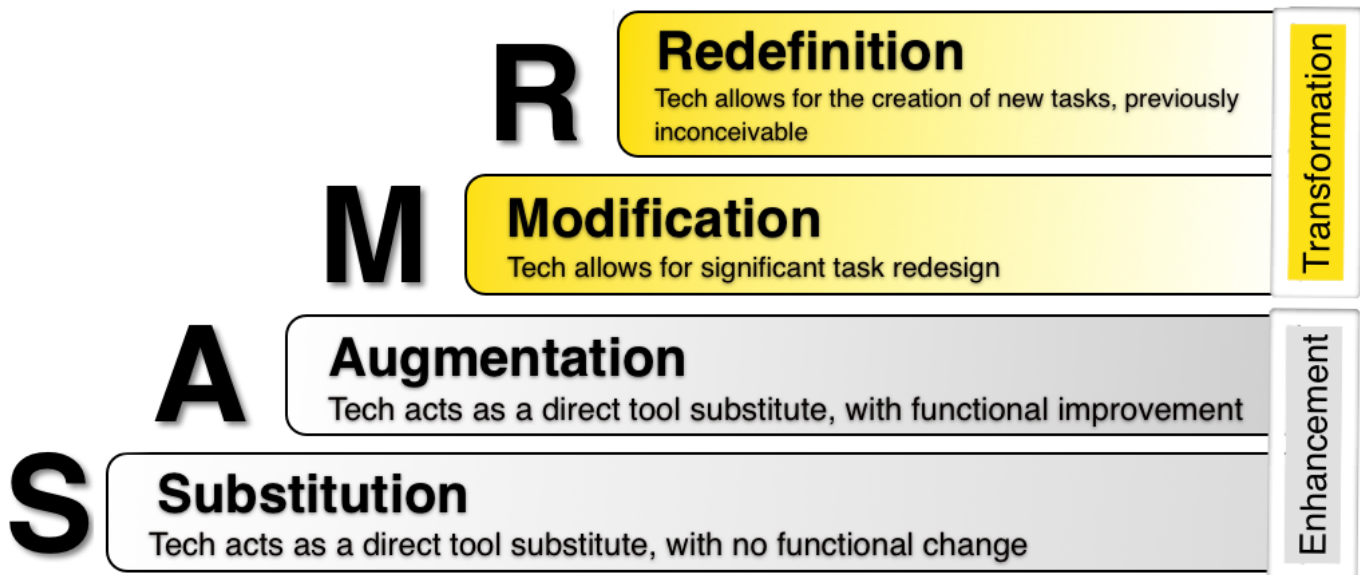 R
Redefinition
Tech allows for the creation of new tasks, previously
inconceivable
Transformation
M
Modification
Tech allows for significant task redesign
A
Augmentation
Tech acts as a direct tool substitute, with functional improvement
Enhancement
S
Substitution
Tech acts as a direct tool substitute, with no functional change